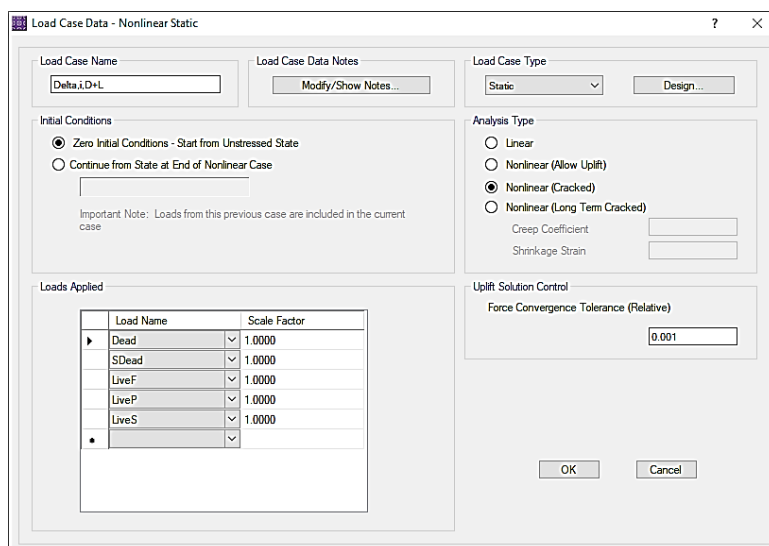 Load Case Data - Nonlinear Static
?
Load Case Name
Delta,i,D+L
Load Case Data Notes
Modify/Show Notes...
Load Case Type
Static
Design...
Initial Conditions
Zero Initial Conditions - Start from Unstressed State
Continue from State at End of Nonlinear Case
Important Note: Loads from this previous case are included in the current
case
Analysis Type
Linear
Nonlinear (Allow Uplift)
Nonlinear (Cracked)
Nonlinear (Long Term Cracked)
Creep Coefficient
Shrinkage Strain
Loads Applied
Load Name Scale Factor
Dead 1.0000
SDead 1.0000
LiveF 1.0000
LiveP 1.0000
LiveS 1.0000
Uplift Solution Control
Force Convergence Tolerance (Relative)
0.001
OK
Cancel